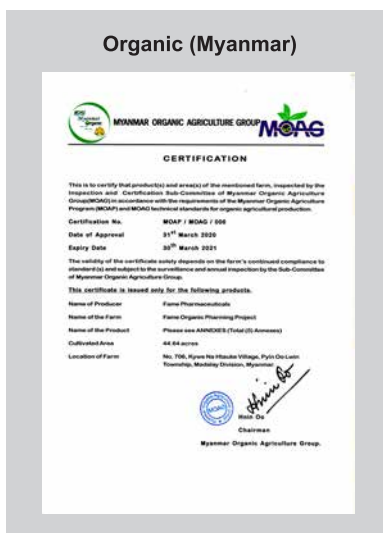 Organic (Myanmar)
Myanmar
Organic
MYANMAR ORGANIC AGRICULTURE GROUP
MOAG
CERTIFICATION
This is to certify that product(s) and area(s) of the mentioned farm, inspected by the
Inspection and Certification Sub-Committee of Myanmar Organic Agriculture
Group(MOAG) in accordance with the requirements of the Myanmar Organic Agriculture
Program (MOAP) and MOAG technical standards for organic agricultural production.
Certification No. MOAP / MOAG / 006
Date of Approval 31st March 2020
Expiry Date 30th March 2021
The validity of the certificate solely depends on the farm's continued compliance to
standard(s) and subject to the surveillance and annual inspection by the Sub-Committee
of Myanmar Organic Agriculture Group.
This certificate is issued only for the following products.
Name of Producer Fame Pharmaceuticals
Name of the Farm Fame Organic Pharming Project
Name of the Product Please see ANNEXES (Total (5) Annexes)
Cultivated Area 44.64 acres
Location of Farm No. 706, Kywe Na Htauke Village, Pyin Oo Lwin
Township, Madalay Division, Myanmar
Hnin Oo
MOAG
Hnin Oo
Chairman
Myanmar Organic Agriculture Group.